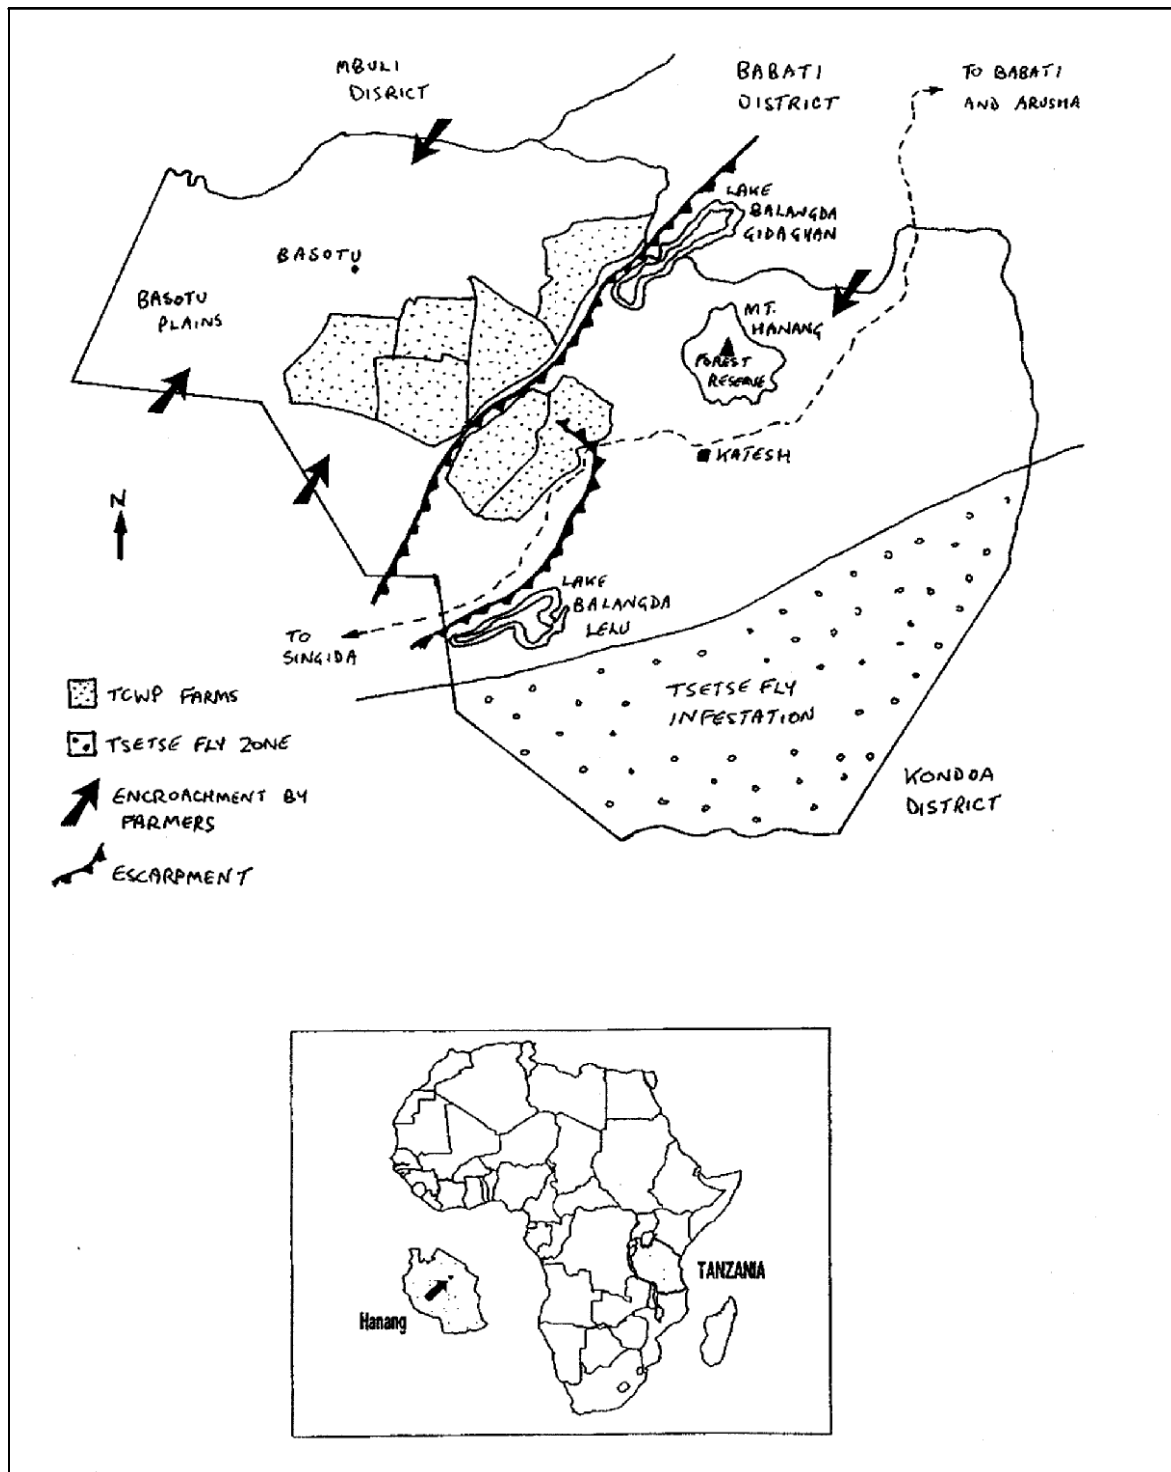 MBULI
DISRICT
BABATI
DISTRICT
TO BABATI
AND ARUSHA
LAKE
BALANGDA
GIDAGHAN
BASOTU
BASOTU
PLAINS
MT.
HANANG
FOREST
RESERVE
KATESH
N
LAKE
BALANGDA
LELU
TO
SINGIDA
TSETSE FLY
INFESTATION
KONDOA
DISTRICT
TCWP FARMS
TSETSE FLY ZONE
ENCROACHMENT BY
FARMERS
ESCARPMENT
TANZANIA
Hanang